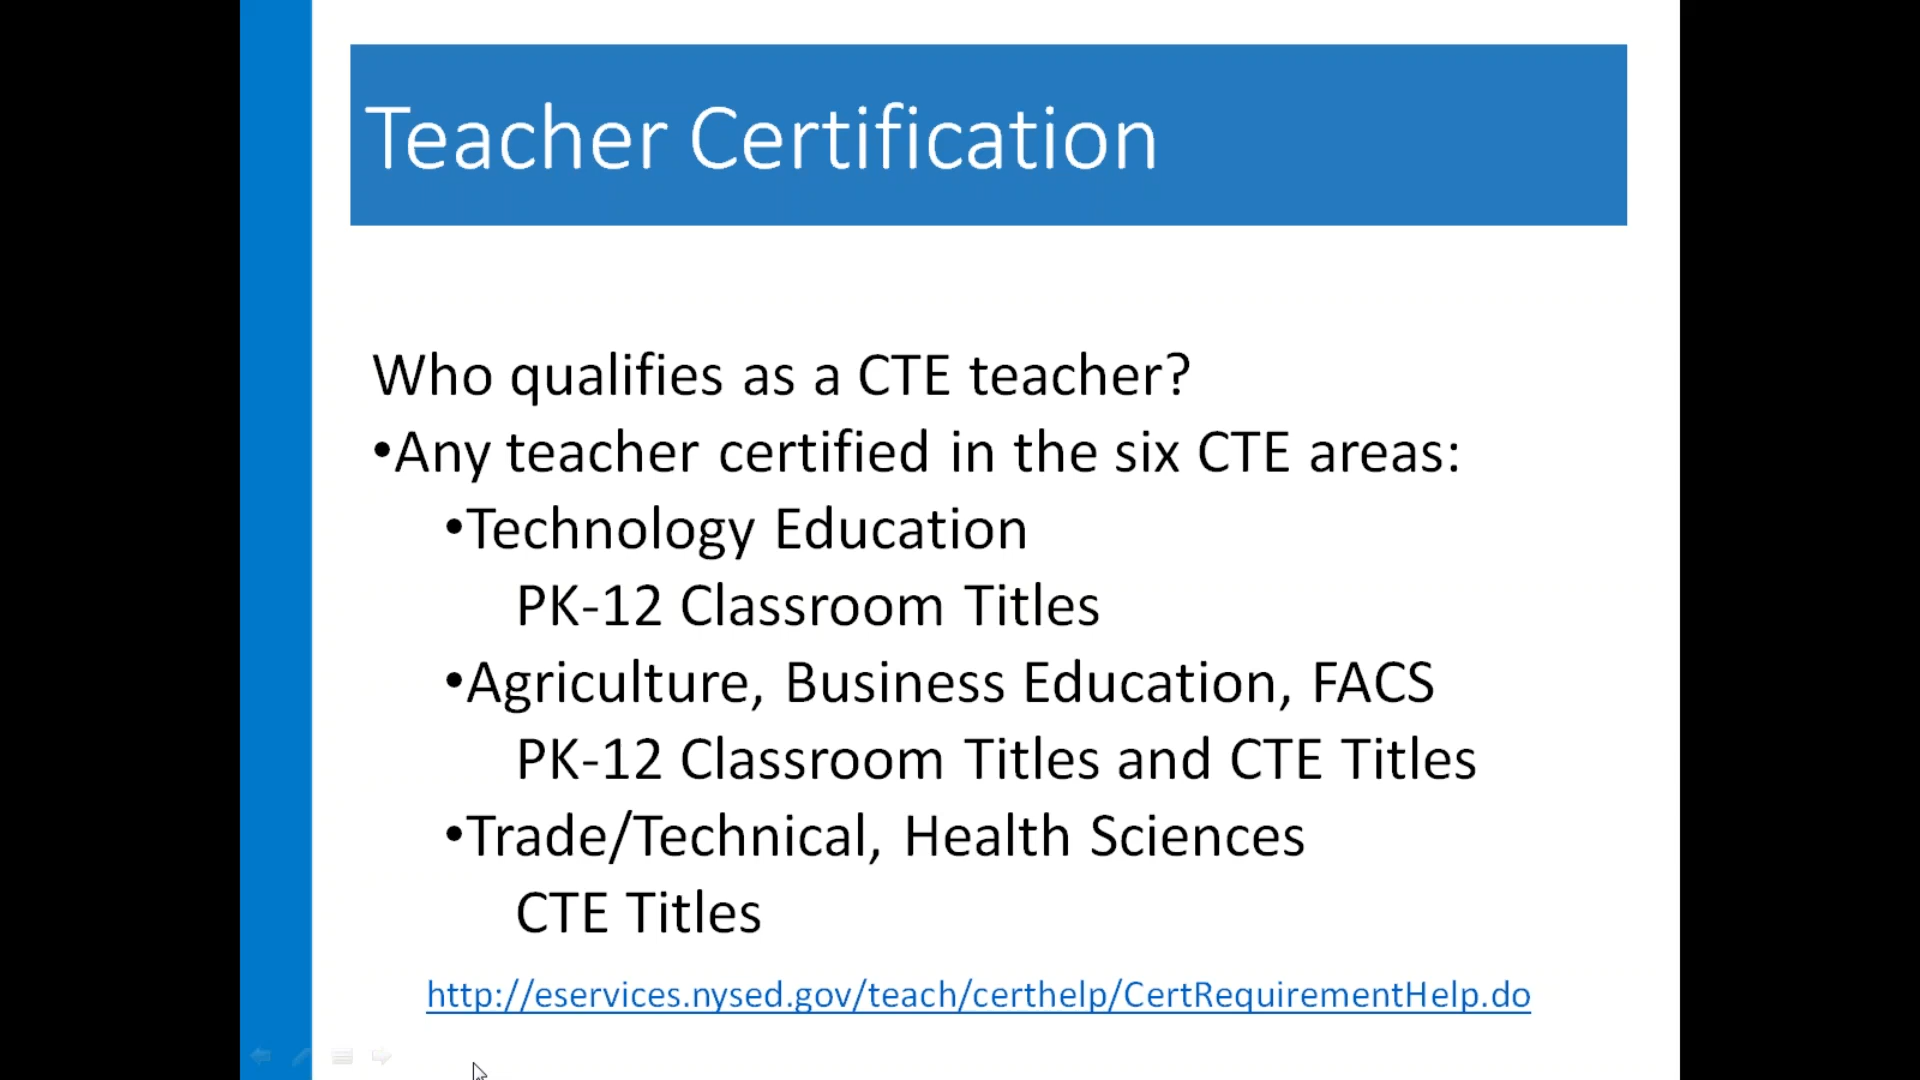 Teacher Certification
Who qualifies as a CTE teacher?
•Any teacher certified in the six CTE areas:
•Technology Education
PK-12 Classroom Titles
•Agriculture, Business Education, FACS
PK-12 Classroom Titles and CTE Titles
•Trade/Technical, Health Sciences
CTE Titles
http://eservices.nysed.gov/teach/certhelp/CertRequirementHelp.do